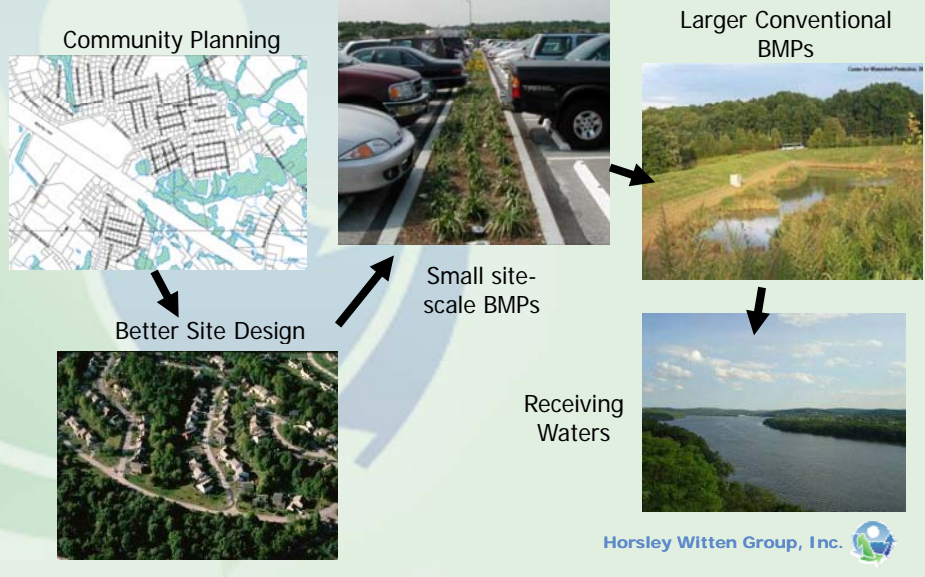 Community Planning
Larger Conventional
BMPs
Small site-
scale BMPs
Better Site Design
Receiving
Waters
Horsley Witten Group, Inc.